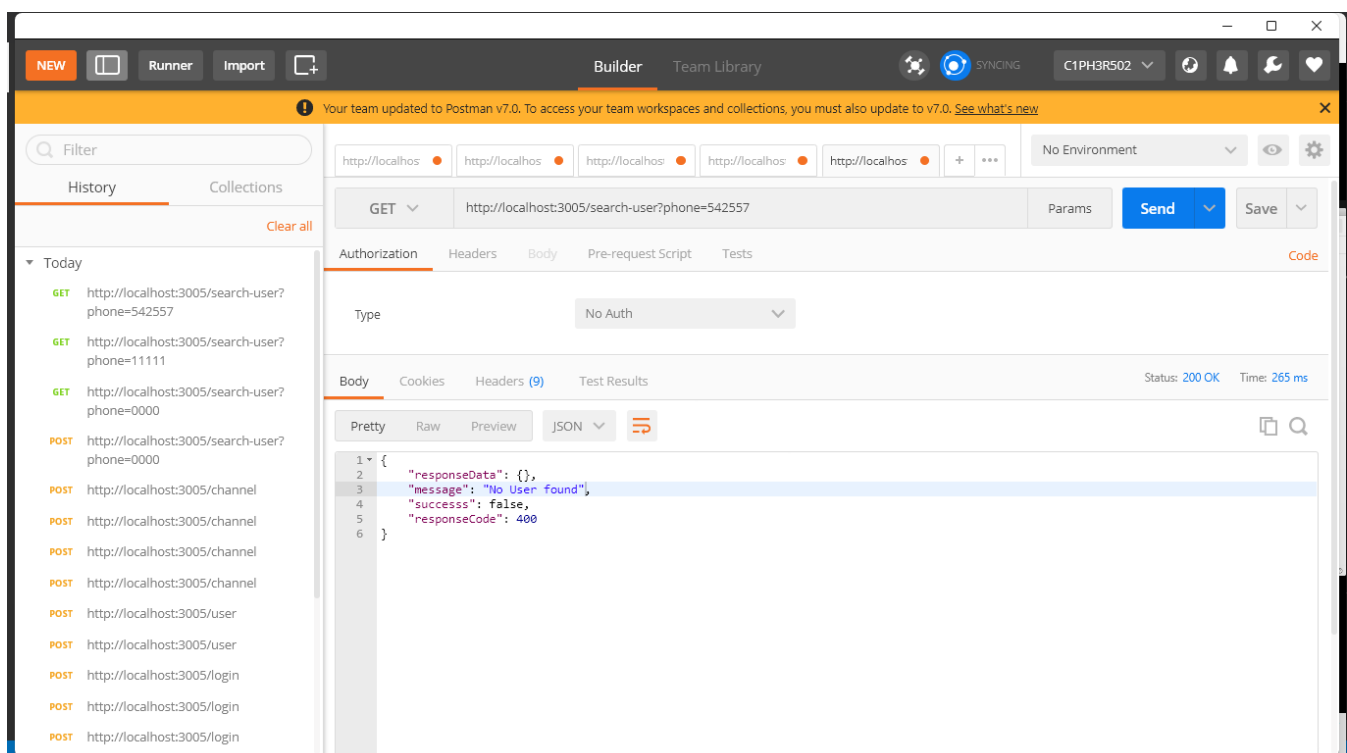 NEW Runner Import Builder Team Library SYNCING C1PH3R502
Your team updated to Postman v7.0. To access your team workspaces and collections, you must also update to v7.0. See what's new
Filter
History Collections
Clear all
Today
GET http://localhost:3005/search-user?
phone=542557
GET http://localhost:3005/search-user?
phone=11111
GET http://localhost:3005/search-user?
phone=0000
POST http://localhost:3005/search-user?
phone=0000
POST http://localhost:3005/channel
POST http://localhost:3005/channel
POST http://localhost:3005/channel
POST http://localhost:3005/channel
POST http://localhost:3005/user
POST http://localhost:3005/user
POST http://localhost:3005/login
POST http://localhost:3005/login
POST http://localhost:3005/login
http://localhos http://localhos http://localhos http://localhos http://localhos + ••• No Environment
GET http://localhost:3005/search-user?phone=542557 Params Send Save
Authorization Headers Body Pre-request Script Tests Code
Type No Auth
Body Cookies Headers (9) Test Results Status: 200 OK Time: 265 ms
Pretty Raw Preview JSON
1 {
2 "responseData": {},
3 "message": "No User found",
4 "successs": false,
5 "responseCode": 400
6 }